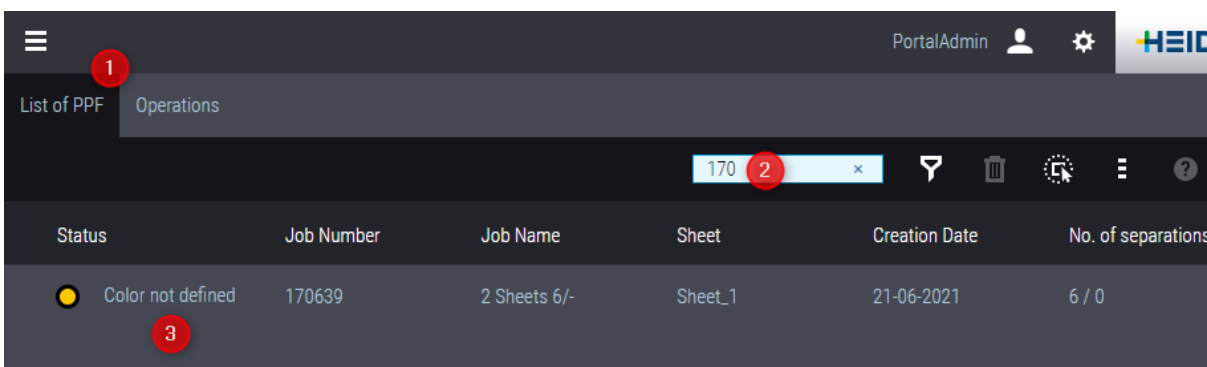 PortalAdmin HEID
1
List of PPF Operations
170 2 × ?
Status Job Number Job Name Sheet Creation Date No. of separations
Color not defined 170639 2 Sheets 6/- Sheet_1 21-06-2021 6 / 0
3